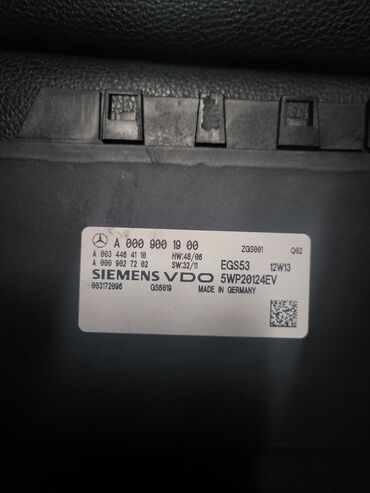 A 000 900 19 00 ZGS001 Q02
A 003 446 41 10 HW:48/06
A 000 902 72 02 SW:32/11 EGS53 12W13
SIEMENS VDO 5WP20124EV
003172096 GS6019 MADE IN GERMANY